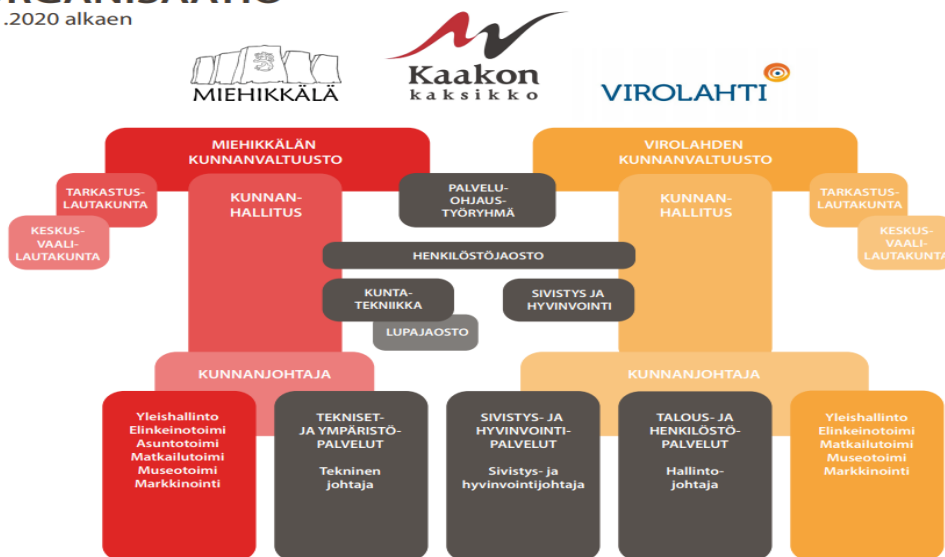 .2020 alkaen
MIEHIKKÄLÄ
Kaakon
kaksikko
VIROLAHTI
MIEHIKKÄLÄN
KUNNANVALTUUSTO
VIROLAHDEN
KUNNANVALTUUSTO
TARKASTUS-
LAUTAKUNTA
KESKUS-
VAALI-
LAUTAKUNTA
KUNNAN-
HALLITUS
PALVELU-
OHJAUS-
TYÖRYHMÄ
KUNNAN-
HALLITUS
TARKASTUS-
LAUTAKUNTA
KESKUS-
VAALI-
LAUTAKUNTA
HENKILÖSTÖJAOSTO
KUNTA-
TEKNIIKKA
SIVISTYS JA
HYVINVOINTI
LUPAJAOSTO
KUNNANJOHTAJA
KUNNANJOHTAJA
Yleishallinto
Elinkeinotoimi
Asuntotoimi
Matkailutoimi
Museotoimi
Markkinointi
TEKNISET-
JA YMPÄRISTÖ-
PALVELUT
Tekninen
johtaja
SIVISTYS- JA
HYVINVOINTI-
PALVELUT
Sivistys- ja
hyvinvointijohtaja
TALOUS- JA
HENKILÖSTÖ-
PALVELUT
Hallinto-
johtaja
Yleishallinto
Elinkeinotoimi
Matkailutoimi
Museotoimi
Markkinointi